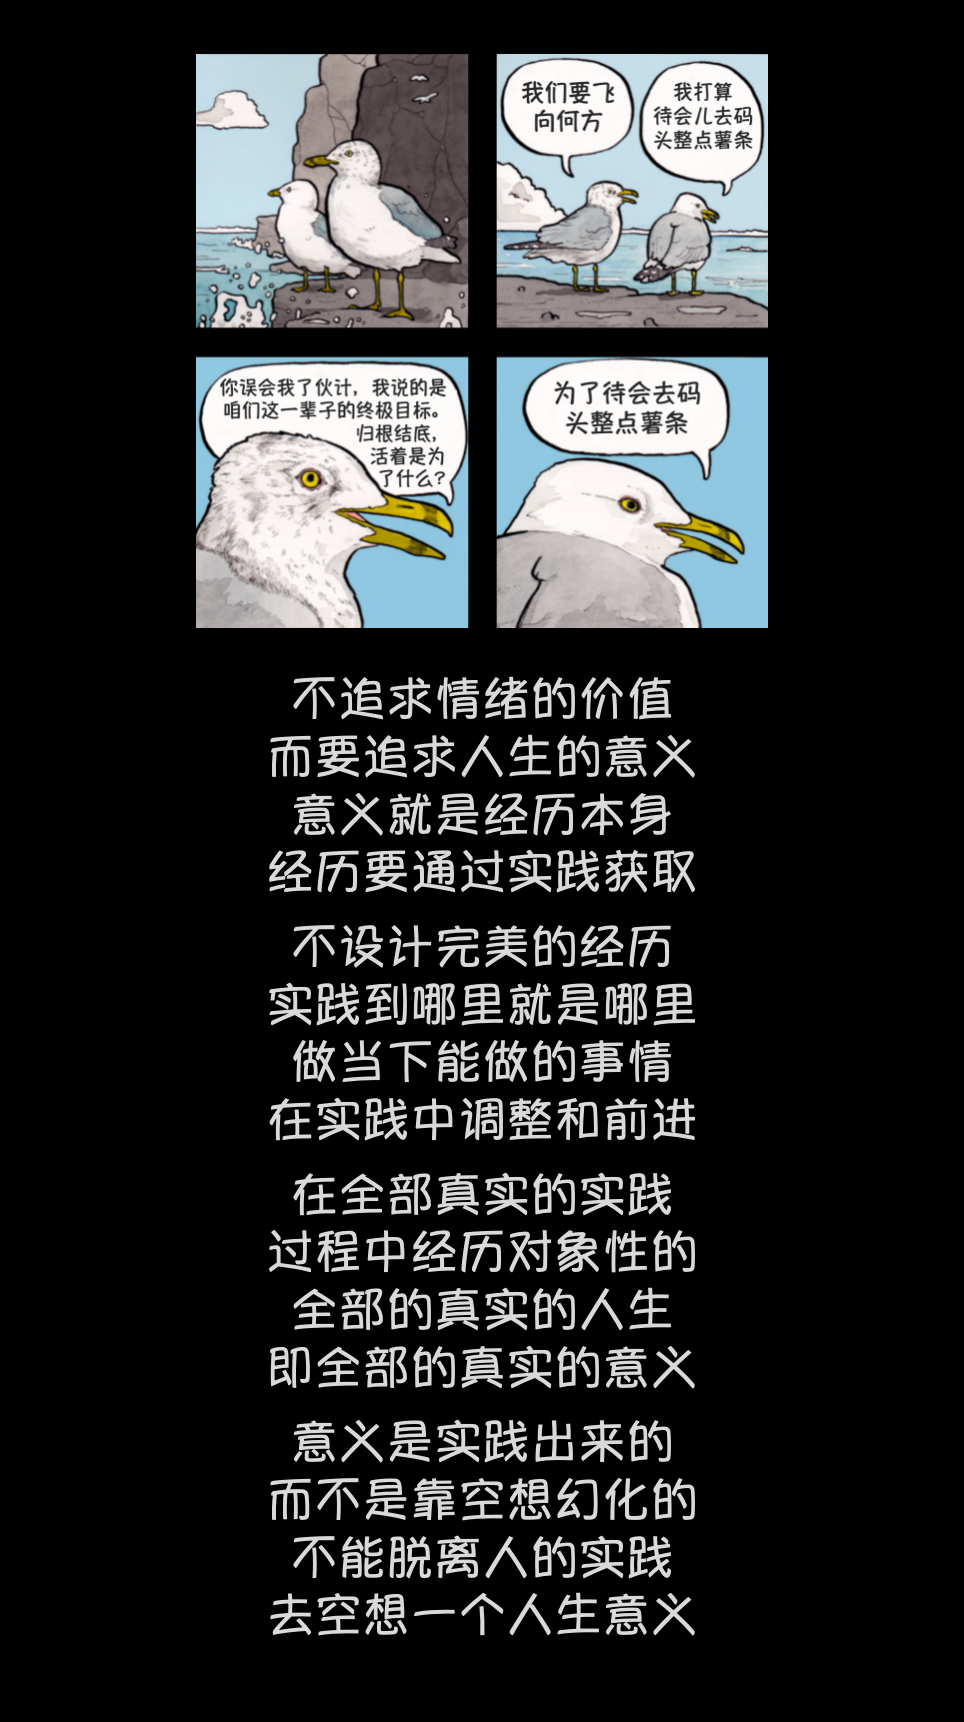 我们要飞
向何方
我打算
待会儿去码
头整点薯条
你误会我了伙计，我说的是
咱们这一辈子的终极目标。
归根结底，
活着是为
了什么？
为了待会去码
头整点薯条
不追求情绪的价值
而要追求人生的意义
意义就是经历本身
经历要通过实践获取
不设计完美的经历
实践到哪里就是哪里
做当下能做的事情
在实践中调整和前进
在全部真实的实践
过程中经历对象性的
全部的真实的人生
即全部的真实的意义
意义是实践出来的
而不是靠空想幻化的
不能脱离人的实践
去空想一个人生意义